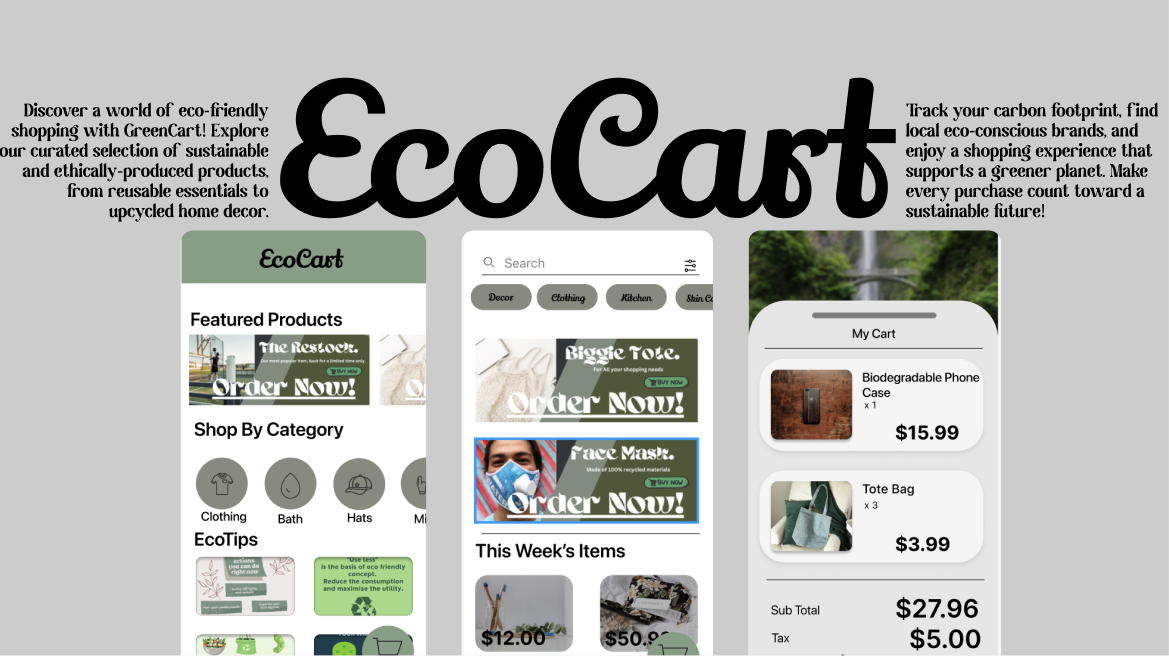 Discover a world of eco-friendly
shopping with GreenCart! Explore
our curated selection of sustainable
and ethically-produced products,
from reusable essentials to
upcycled home decor.
EcoCart
Track your carbon footprint, find
local eco-conscious brands, and
enjoy a shopping experience that
supports a greener planet. Make
every purchase count toward a
sustainable future!
EcoCart
Featured Products
The Restock.
Our most popular item, back for a limited time only.
BUY NOW
Order Now!
Shop By Category
Clothing
Bath
Hats
Mi
EcoTips
actions
you can do
right now
"Use less"
is the basis of eco friendly
concept.
Reduce the consumption
and maximise the utility.
Search
Decor
Clothing
Kitchen
Skin Ca
Biggie Tote.
For All your shopping needs
BUY NOW
Order Now!
Face Mask.
Made of 100% recycled materials
BUY NOW
Order Now!
This Week's Items
$12.00
$50.9
My Cart
Biodegradable Phone
Case
x 1
$15.99
Tote Bag
x 3
$3.99
Sub Total
$27.96
Tax
$5.00